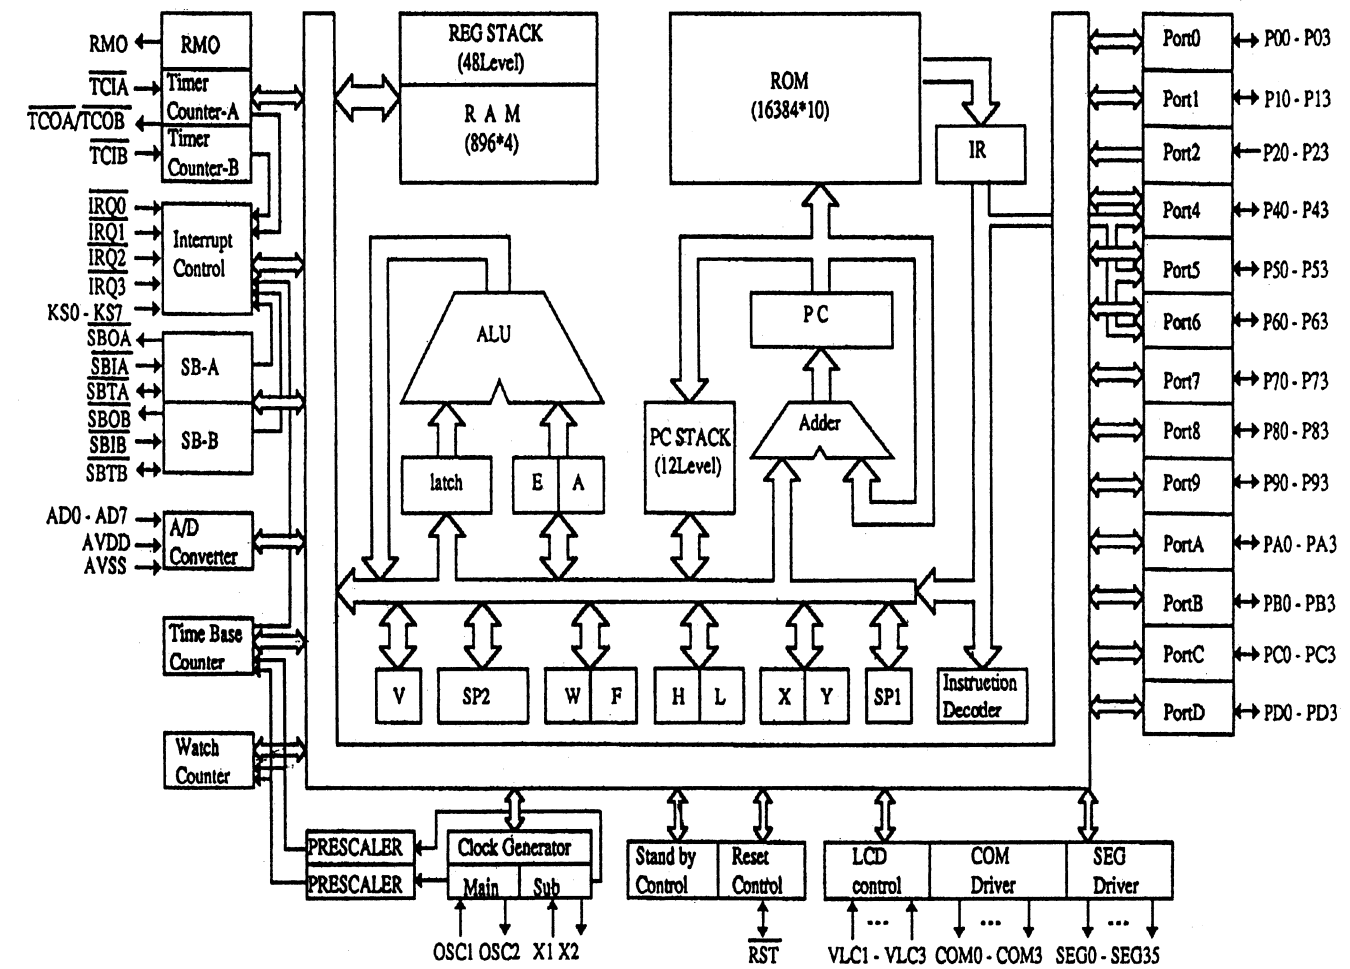 RMO
RMO
TCIA
Timer
Counter-A
TCOA/TCOB
Timer
Counter-B
TCIB
IRQ0
IRQ1
IRQ2
IRQ3
KS0 - KS7
Interrupt
Control
SBOA
SBIA
SBTA
SB-A
SBOB
SBIB
SBTB
SB-B
AD0 - AD7
AVDD
AVSS
A/D
Converter
Time Base
Counter
Watch
Counter
REG STACK
(48Level)
R A M
(896*4)
ROM
(16384*10)
IR
ALU
latch
E
A
PC
PC STACK
(12Level)
Adder
V
SP2
W
F
H
L
X
Y
SP1
Instruction
Decoder
Port0
P00 - P03
Port1
P10 - P13
Port2
P20 - P23
Port4
P40 - P43
Port5
P50 - P53
Port6
P60 - P63
Port7
P70 - P73
Port8
P80 - P83
Port9
P90 - P93
PortA
PA0 - PA3
PortB
PB0 - PB3
PortC
PC0 - PC3
PortD
PD0 - PD3
PRESCALER
PRESCALER
Clock Generator
Main
Sub
OSC1 OSC2 X1 X2
Stand by
Control
Reset
Control
RST
LCD
control
COM
Driver
SEG
Driver
... ... ...
VLC1 - VLC3 COM0 - COM3 SEG0 - SEG35